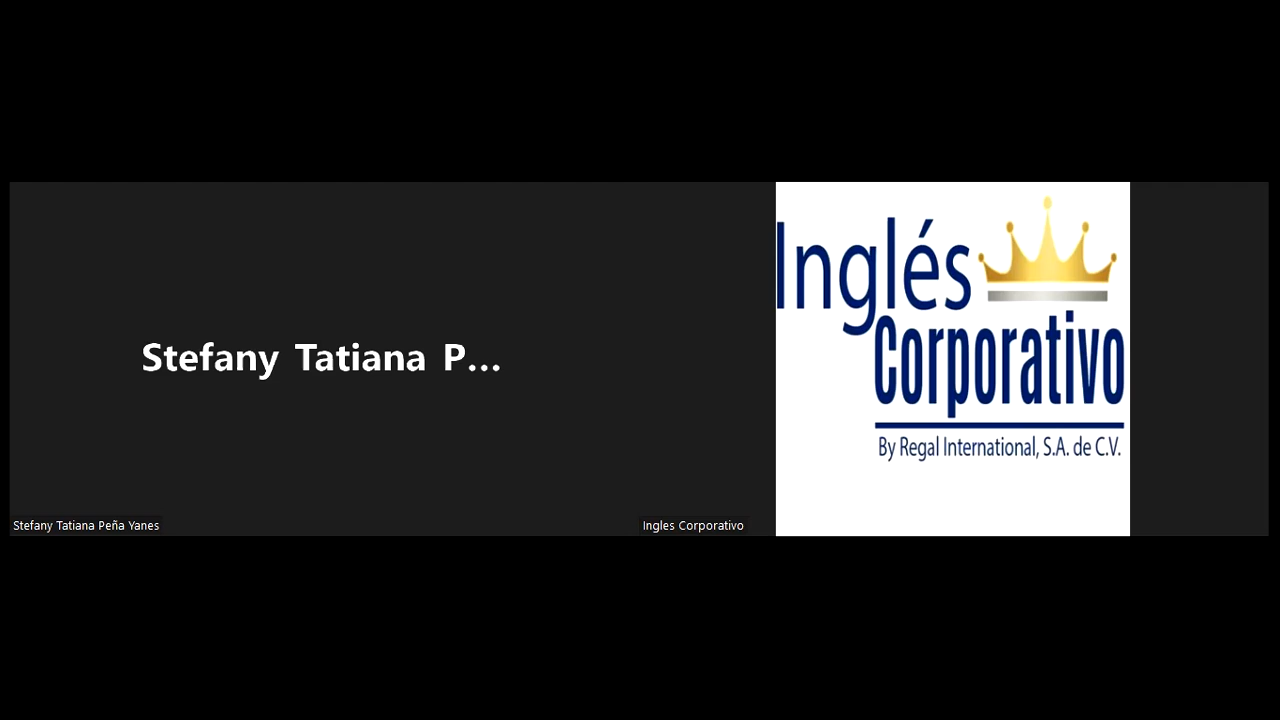 Stefany Tatiana P...
Inglés
Corporativo
By Regal International, S.A. de C.V.
Stefany Tatiana Peña Yanes
Ingles Corporativo